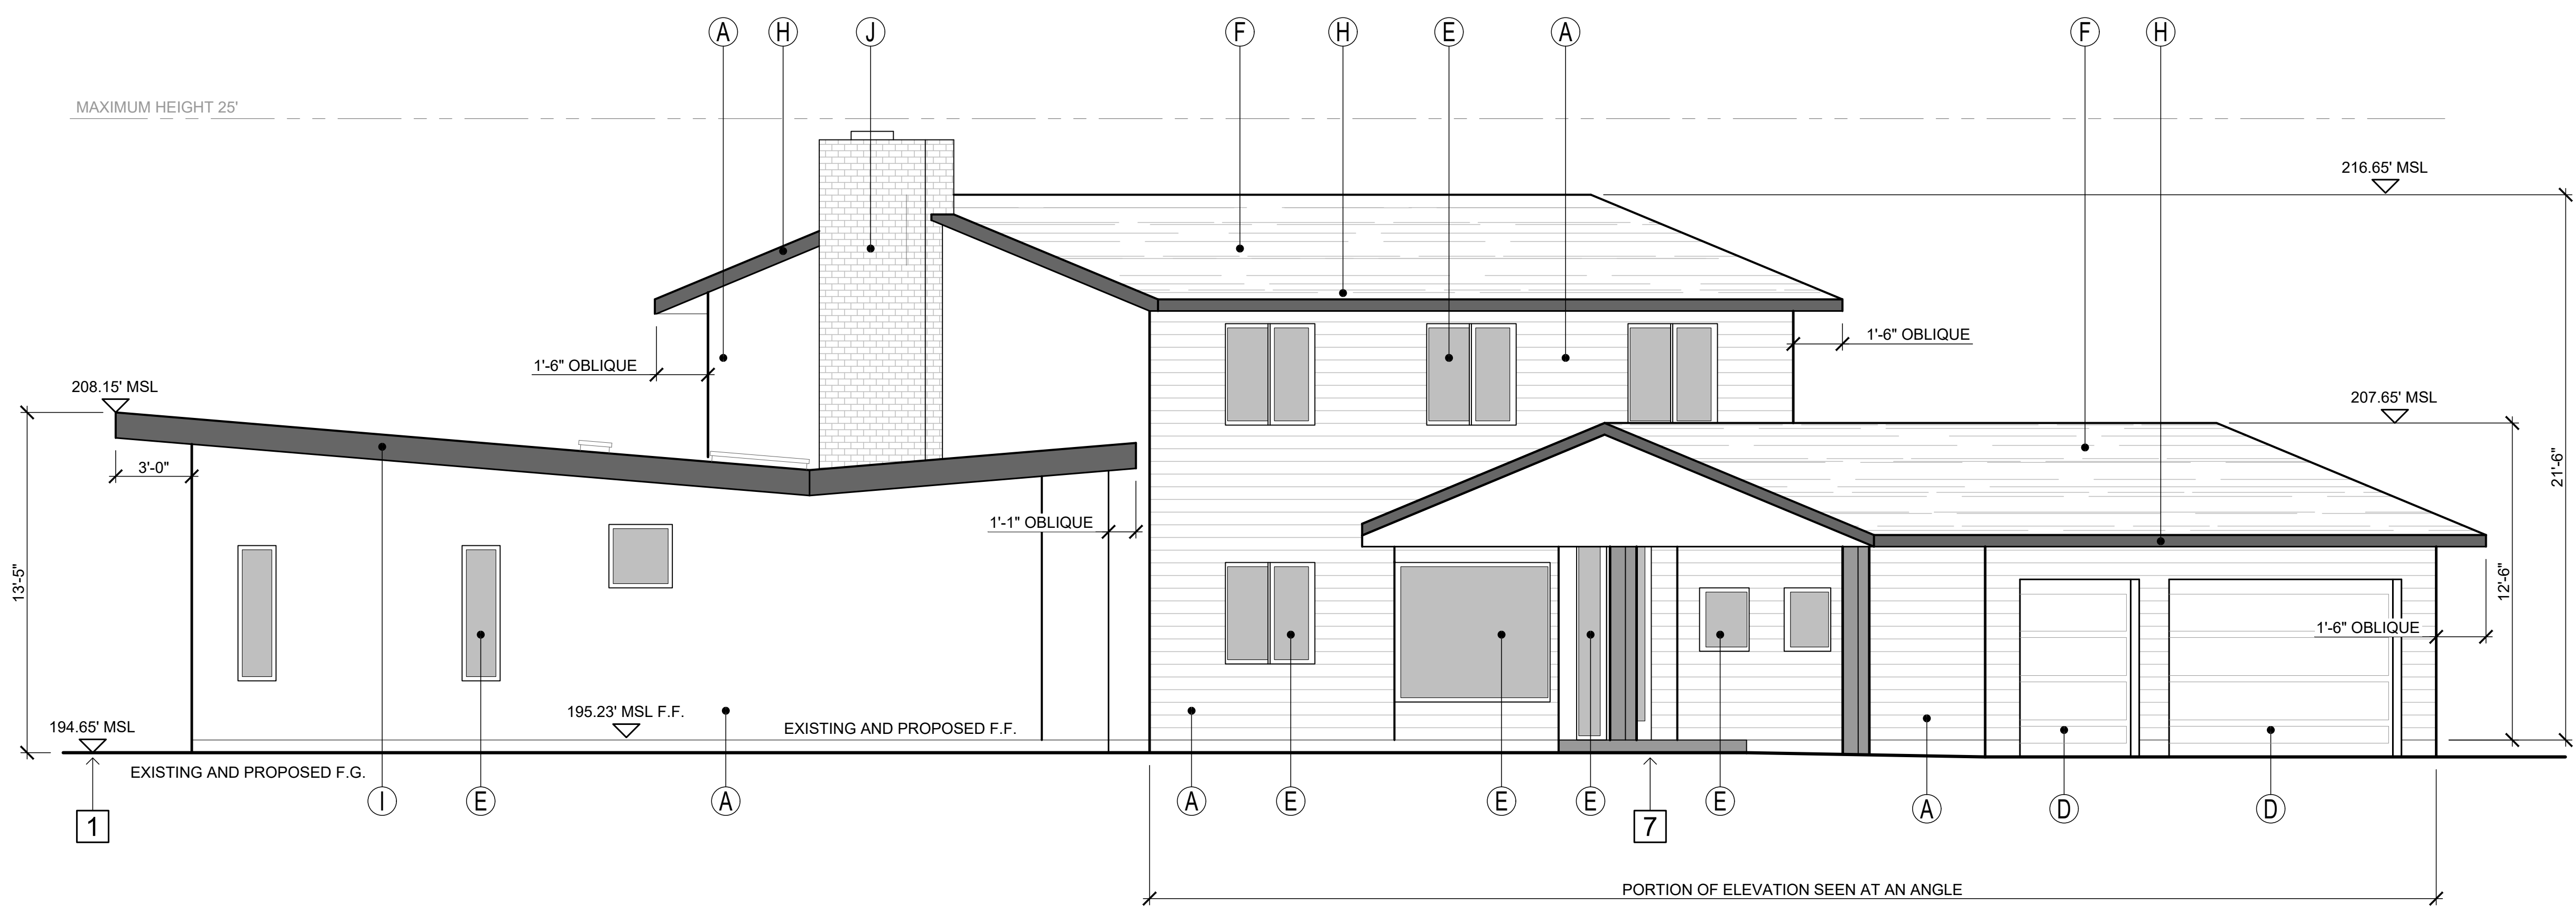 A H J F H E A F H
MAXIMUM HEIGHT 25'
216.65' MSL
1'-6" OBLIQUE
1'-6" OBLIQUE
208.15' MSL
207.65' MSL
21'-6"
3'-0"
1'-1" OBLIQUE
13'-5"
12'-6"
1'-6" OBLIQUE
195.23' MSL F.F.
194.65' MSL
EXISTING AND PROPOSED F.F.
EXISTING AND PROPOSED F.G.
I E A A E E E E A D D
1 7
PORTION OF ELEVATION SEEN AT AN ANGLE